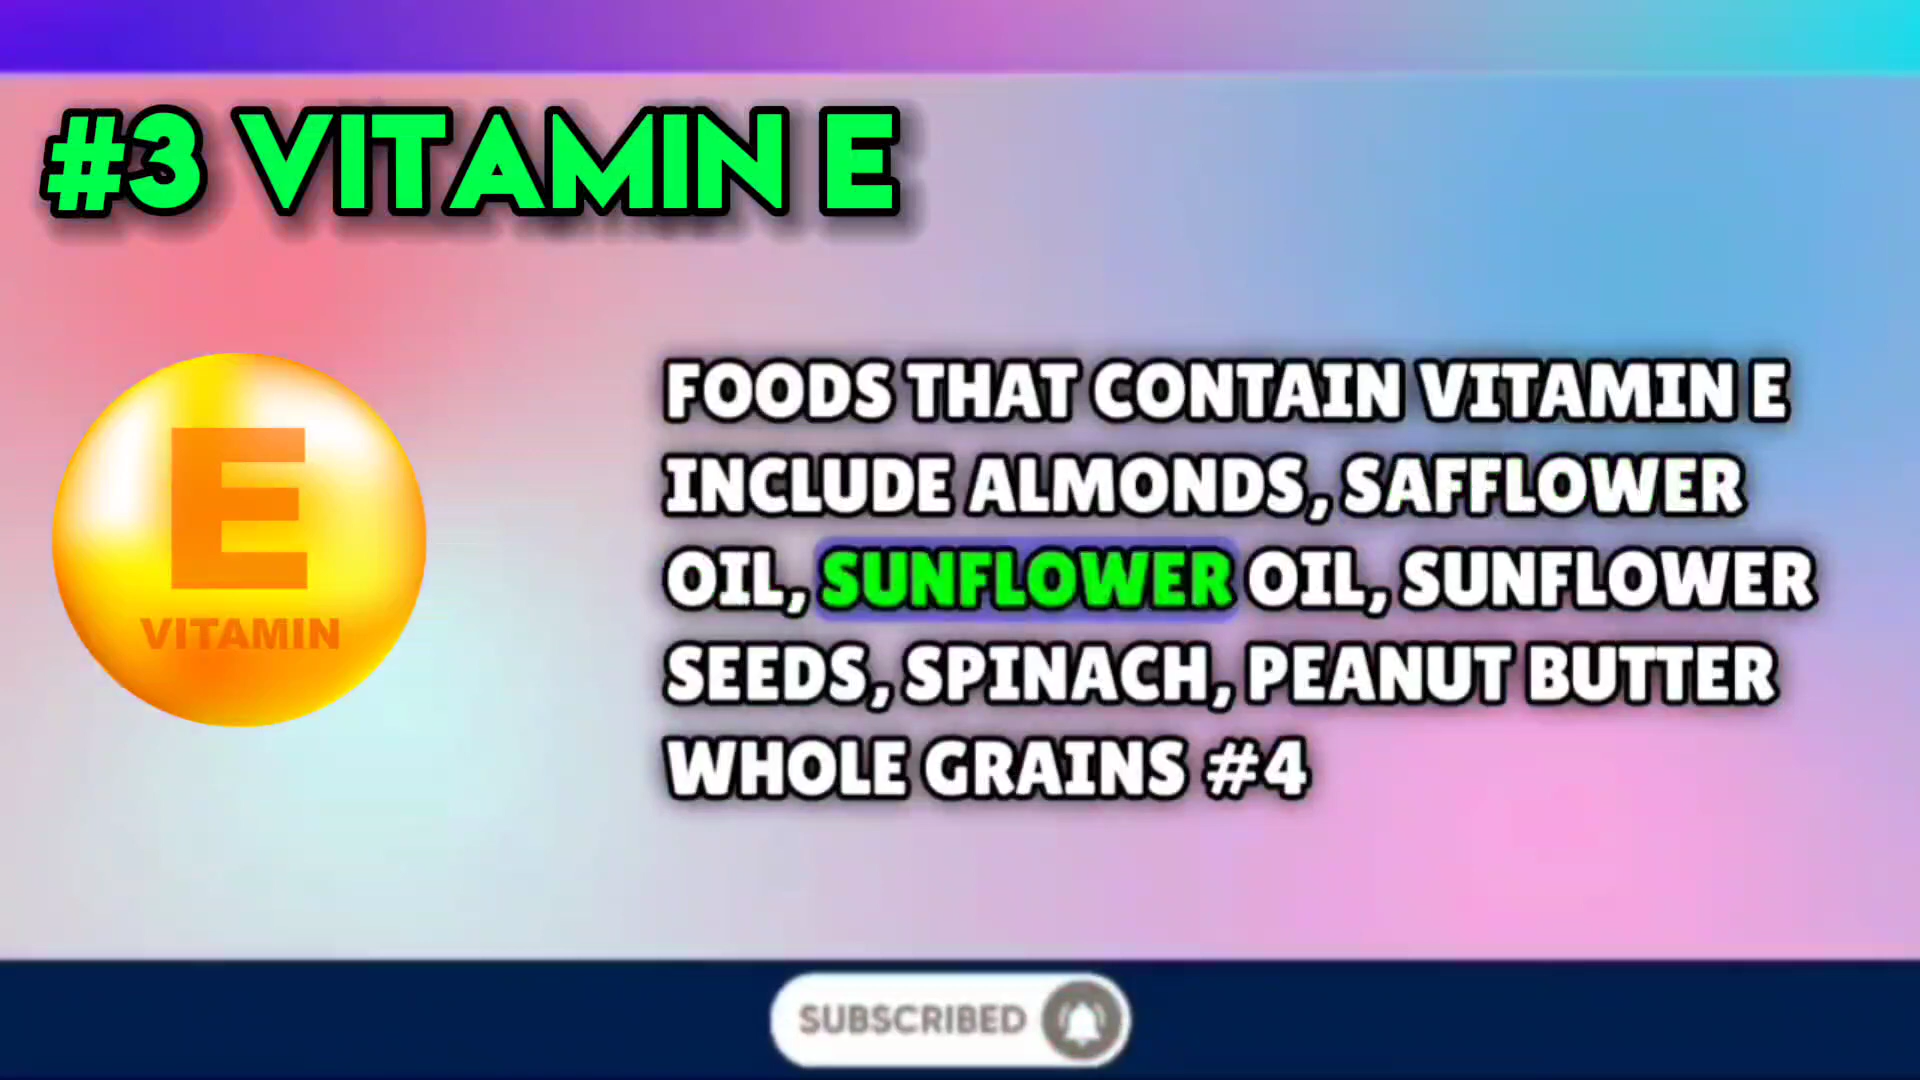 #3 VITAMIN E
E
VITAMIN
FOODS THAT CONTAIN VITAMIN E
INCLUDE ALMONDS, SAFFLOWER
OIL, SUNFLOWER OIL, SUNFLOWER
SEEDS, SPINACH, PEANUT BUTTER
WHOLE GRAINS #4
SUBSCRIBED